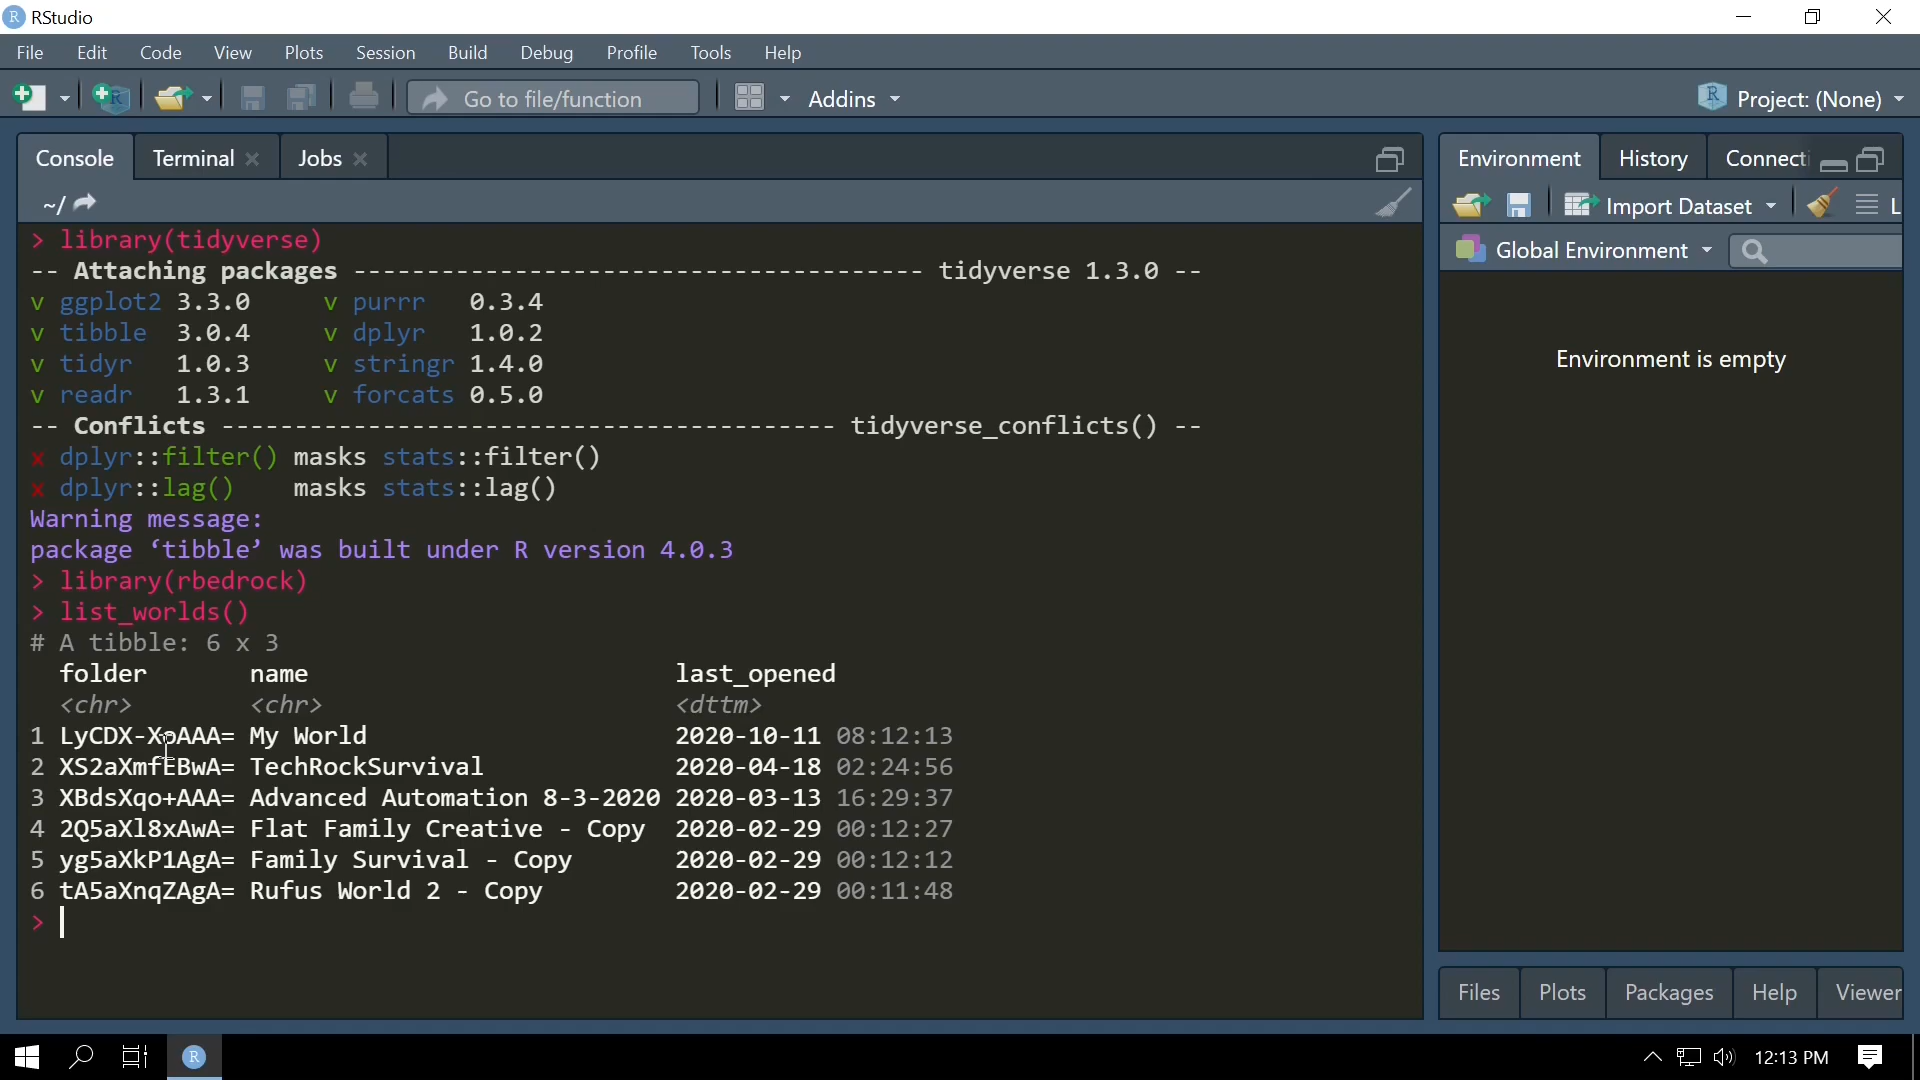 RStudio
File Edit Code View Plots Session Build Debug Profile Tools Help
Go to file/function Addins Project: (None)
Console Terminal Jobs
~/
> library(tidyverse)
-- Attaching packages --------------------------------------- tidyverse 1.3.0 --
v ggplot2 3.3.0     v purrr   0.3.4
v tibble  3.0.4     v dplyr   1.0.2
v tidyr   1.0.3     v stringr 1.4.0
v readr   1.3.1     v forcats 0.5.0
-- Conflicts ------------------------------------------ tidyverse_conflicts() --
x dplyr::filter() masks stats::filter()
x dplyr::lag()    masks stats::lag()
Warning message:
package ‘tibble’ was built under R version 4.0.3
> library(rbedrock)
> list_worlds()
# A tibble: 6 x 3
folder name last_opened
<chr> <chr> <dttm>
1 LyCDX-XoAAA= My World 2020-10-11 08:12:13
2 XS2aXmfEBwA= TechRockSurvival 2020-04-18 02:24:56
3 XBdsXqo+AAA= Advanced Automation 8-3-2020 2020-03-13 16:29:37
4 2Q5aXl8xAwA= Flat Family Creative - Copy 2020-02-29 00:12:27
5 yg5aXkP1AgA= Family Survival - Copy 2020-02-29 00:12:12
6 tA5aXnqZAgA= Rufus World 2 - Copy 2020-02-29 00:11:48
>
Environment History Connecti
Import Dataset L
Global Environment
Environment is empty
Files Plots Packages Help Viewer
12:13 PM